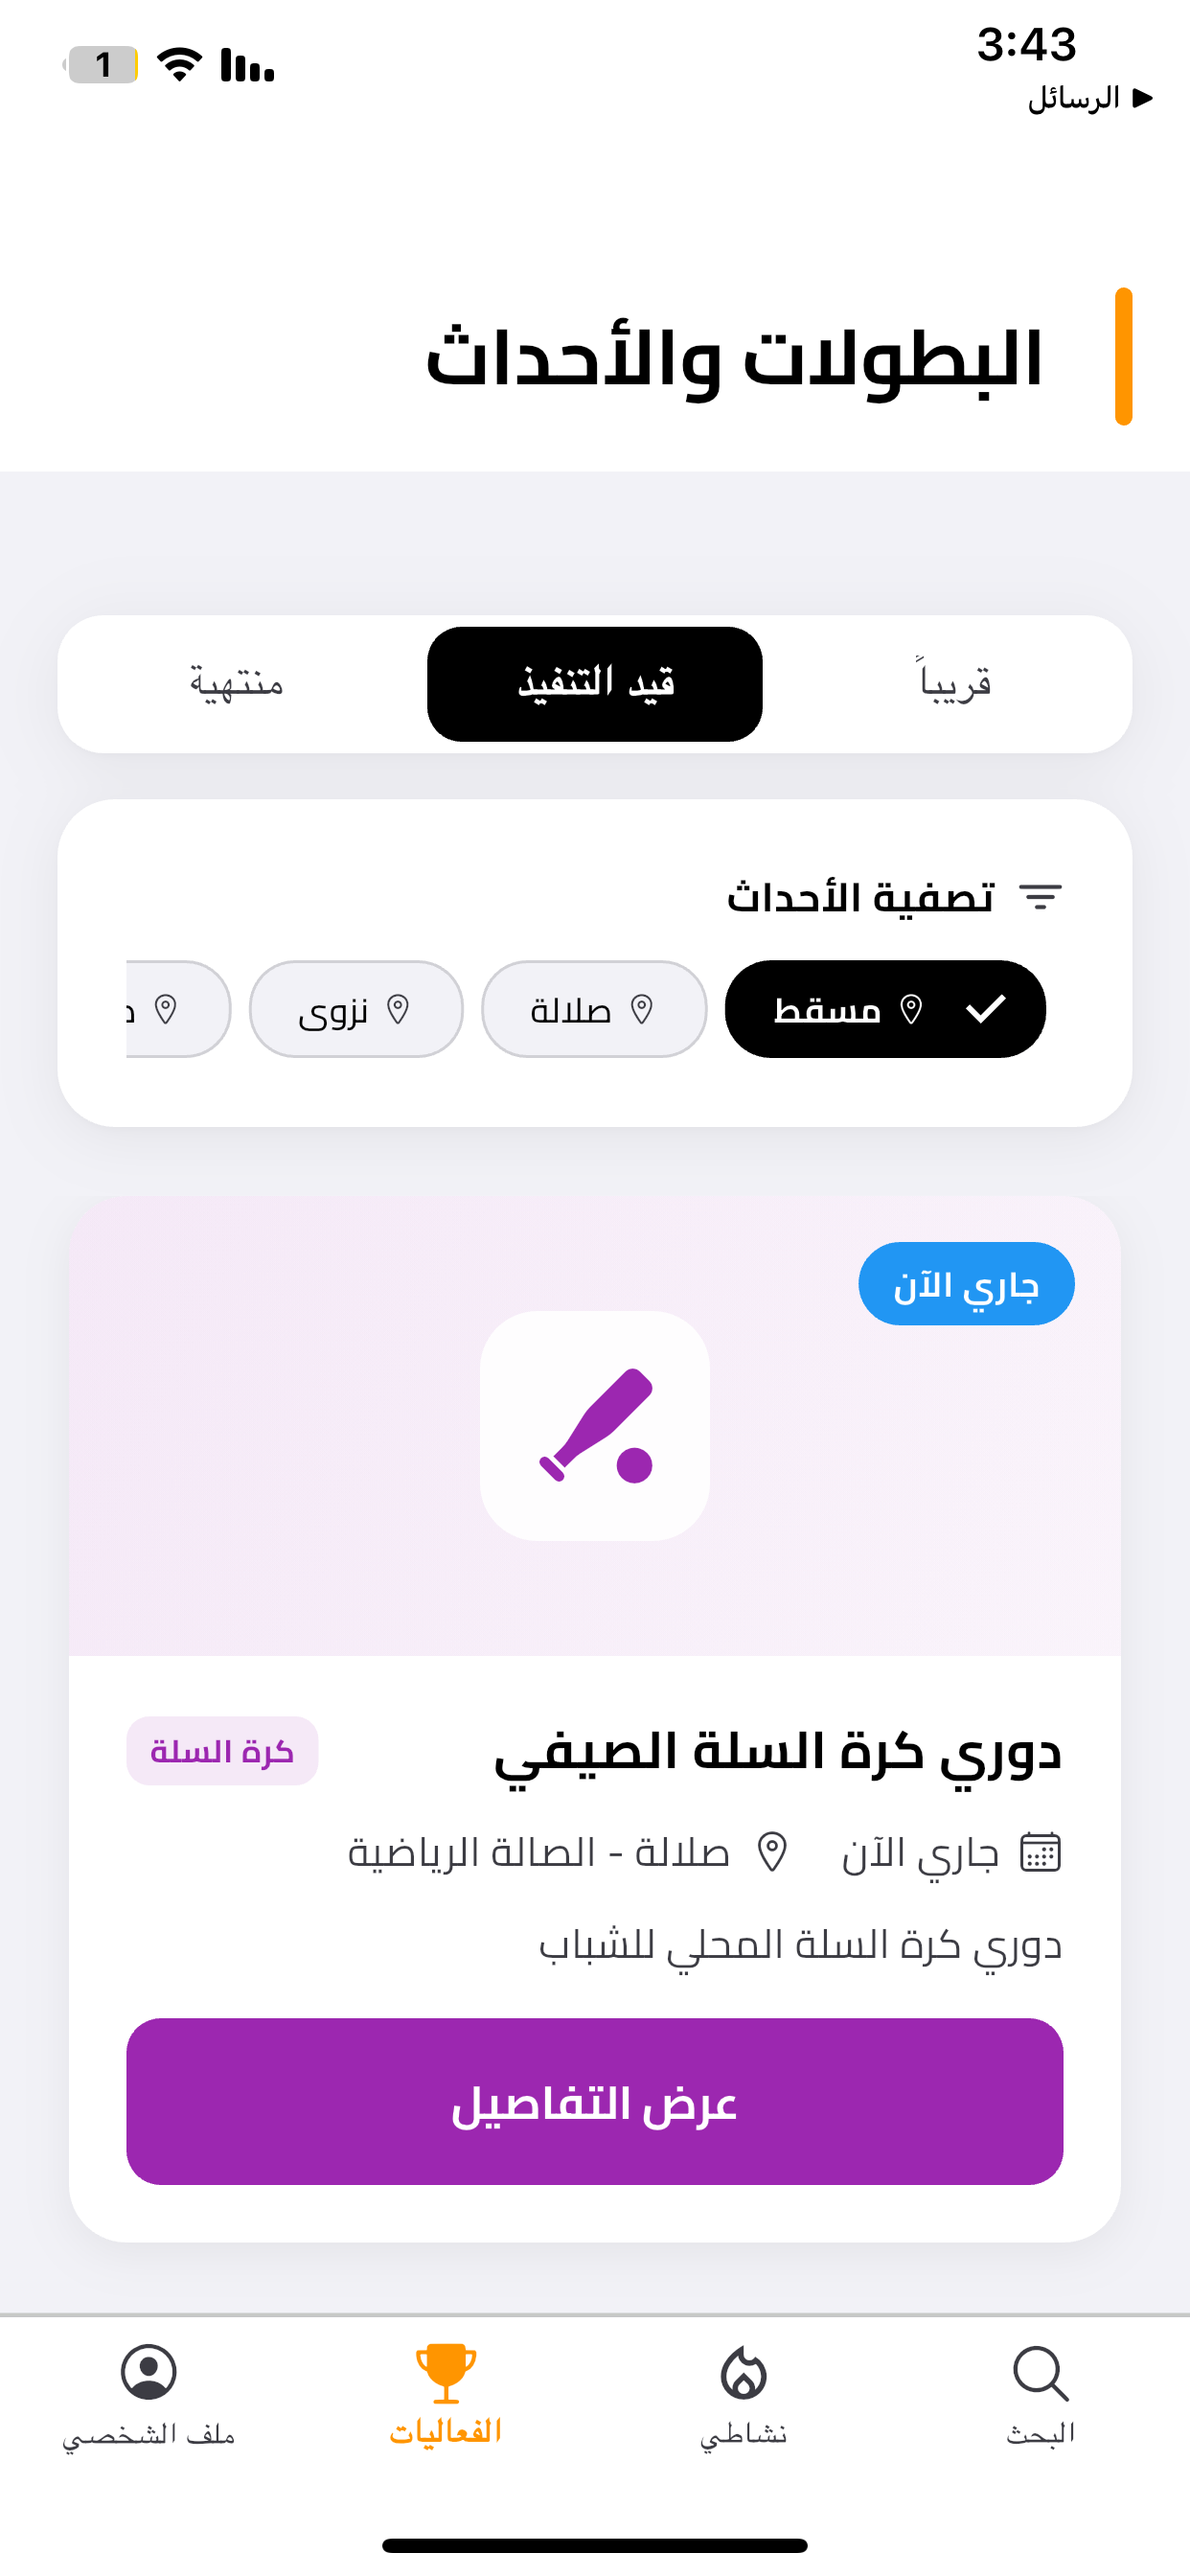 3:43
1
الرسائل
البطولات والأحداث
قريباً
قيد التنفيذ
منتهية
تصفية الأحداث
مسقط
صلالة
نزوى
جاري الآن
دوري كرة السلة الصيفي
كرة السلة
جاري الآن
صلالة - الصالة الرياضية
دوري كرة السلة المحلي للشباب
عرض التفاصيل
البحث
نشاطي
الفعاليات
ملف الشخصي